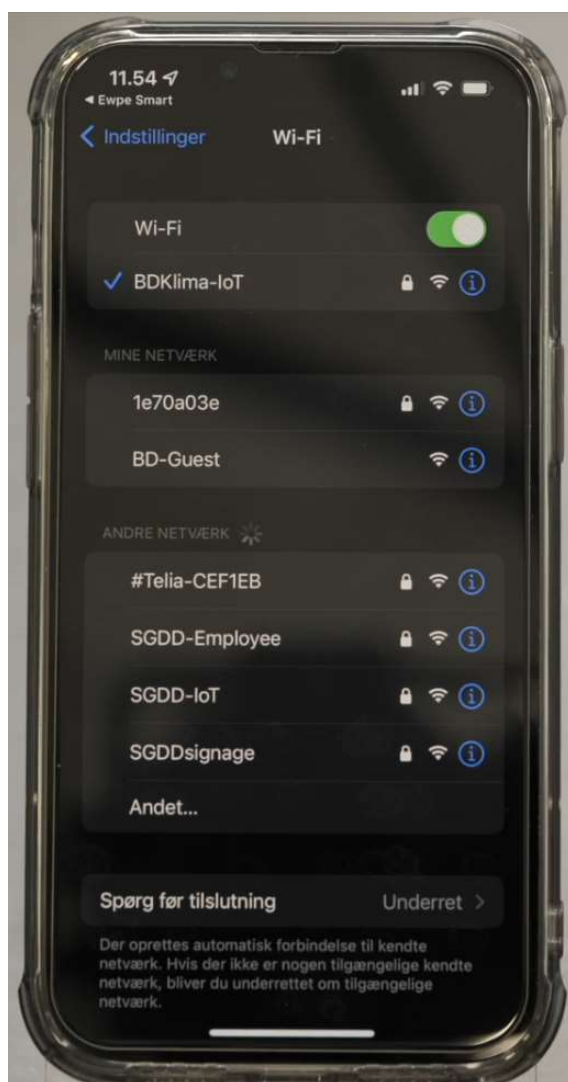 11.54
◀ Ewpe Smart
Indstillinger Wi-Fi
Wi-Fi
BDKlima-IoT
MINE NETVÆRK
1e70a03e
BD-Guest
ANDRE NETVÆRK
#Telia-CEF1EB
SGDD-Employee
SGDD-IoT
SGDDsignage
Andet...
Spørg før tilslutning Underret >
Der oprettes automatisk forbindelse til kendte
netværk. Hvis der ikke er nogen tilgængelige kendte
netværk, bliver du underrettet om tilgængelige
netværk.